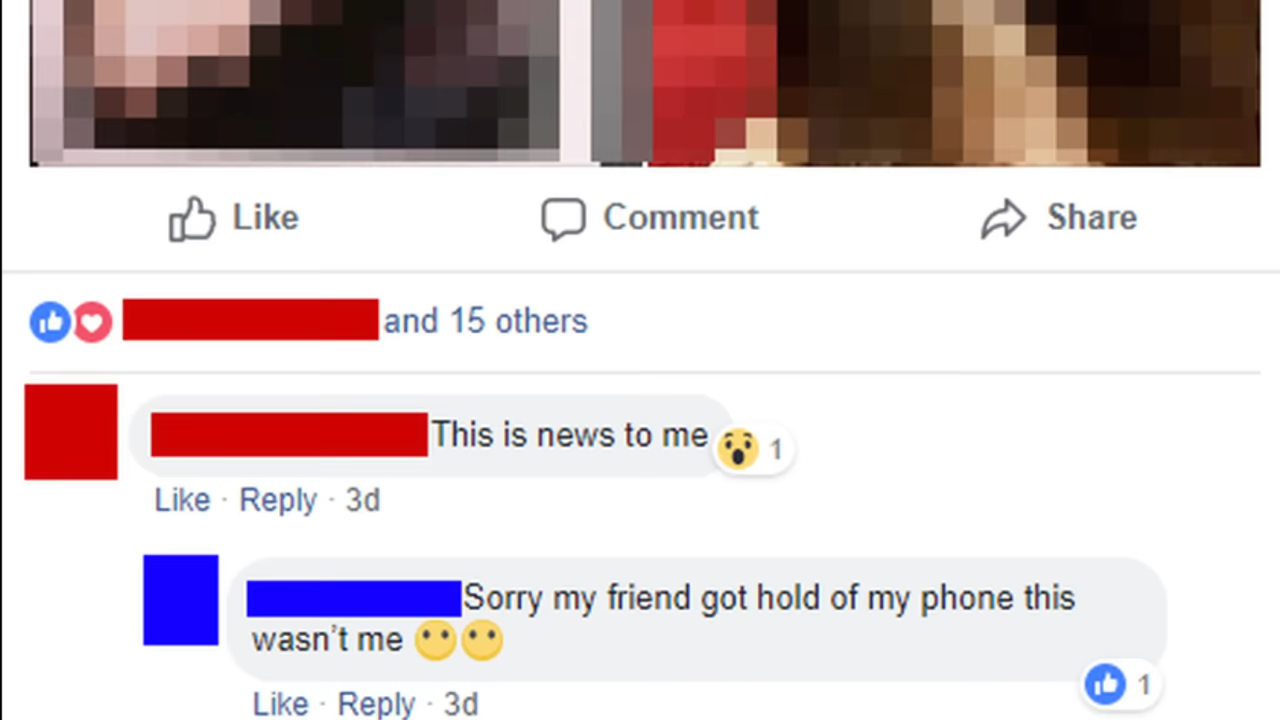 Like Comment Share
and 15 others
This is news to me 1
Like · Reply · 3d
Sorry my friend got hold of my phone this
wasn't me
1
Like · Reply · 3d